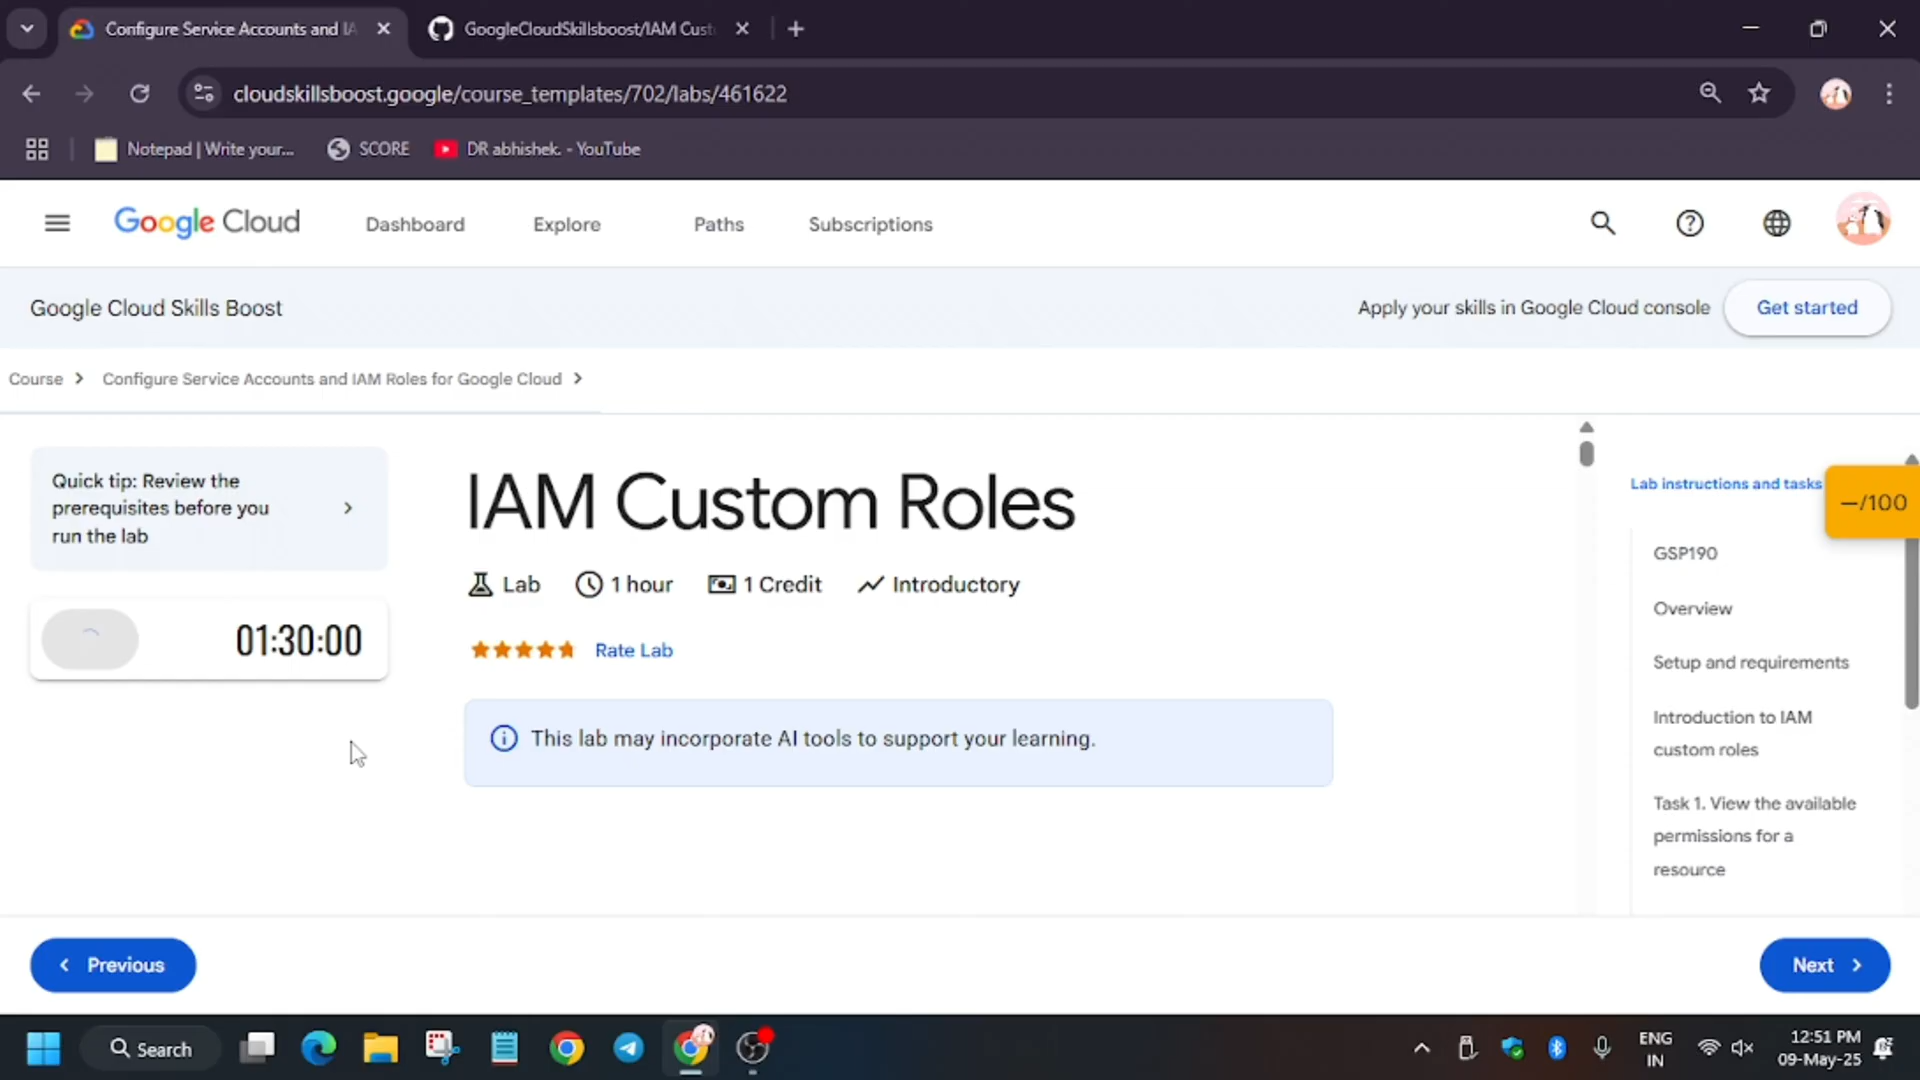 Configure Service Accounts and IA
GoogleCloudSkillsboost/IAM Cust
cloudskillsboost.google/course_templates/702/labs/461622
Notepad | Write your...
SCORE
DR abhishek. - YouTube
Google Cloud
Dashboard
Explore
Paths
Subscriptions
Google Cloud Skills Boost
Apply your skills in Google Cloud console
Get started
Course
Configure Service Accounts and IAM Roles for Google Cloud
Quick tip: Review the
prerequisites before you
run the lab
01:30:00
IAM Custom Roles
Lab
1 hour
1 Credit
Introductory
Rate Lab
This lab may incorporate AI tools to support your learning.
Lab instructions and tasks
—/100
GSP190
Overview
Setup and requirements
Introduction to IAM
custom roles
Task 1. View the available
permissions for a
resource
Previous
Next
Search
ENG
IN
12:51 PM
09-May-25